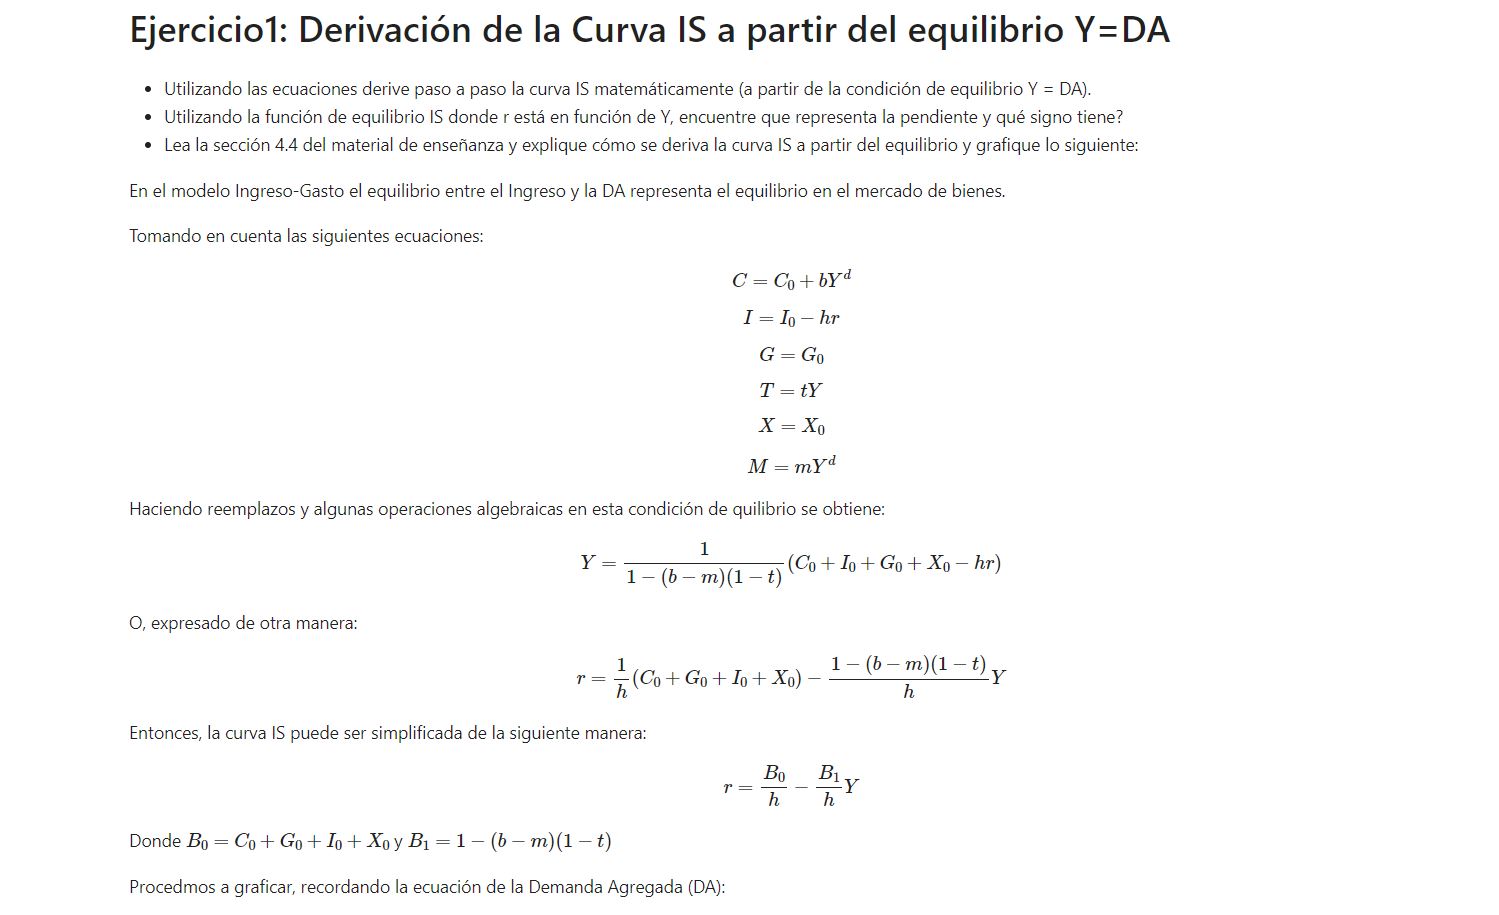 Ejercicio1: Derivación de la Curva IS a partir del equilibrio Y=DA
• Utilizando las ecuaciones derive paso a paso la curva IS matemáticamente (a partir de la condición de equilibrio Y = DA).
• Utilizando la función de equilibrio IS donde r está en función de Y, encuentre que representa la pendiente y qué signo tiene?
• Lea la sección 4.4 del material de enseñanza y explique cómo se deriva la curva IS a partir del equilibrio y grafique lo siguiente:
En el modelo Ingreso-Gasto el equilibrio entre el Ingreso y la DA representa el equilibrio en el mercado de bienes.
Tomando en cuenta las siguientes ecuaciones:
$C = C_0 + bY^d$
$I = I_0 - hr$
$G = G_0$
$T = tY$
$X = X_0$
$M = mY^d$
Haciendo reemplazos y algunas operaciones algebraicas en esta condición de quilibrio se obtiene:
$Y = \frac{1}{1 - (b - m)(1 - t)}(C_0 + I_0 + G_0 + X_0 - hr)$
O, expresado de otra manera:
$r = \frac{1}{h}(C_0 + G_0 + I_0 + X_0) - \frac{1 - (b - m)(1 - t)}{h}Y$
Entonces, la curva IS puede ser simplificada de la siguiente manera:
$r = \frac{B_0}{h} - \frac{B_1}{h}Y$
Donde $B_0 = C_0 + G_0 + I_0 + X_0$ y $B_1 = 1 - (b - m)(1 - t)$
Procedmos a graficar, recordando la ecuación de la Demanda Agregada (DA):